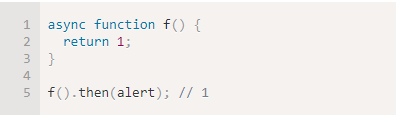 1 async function f() {
2   return 1;
3 }
4
5 f().then(alert); // 1